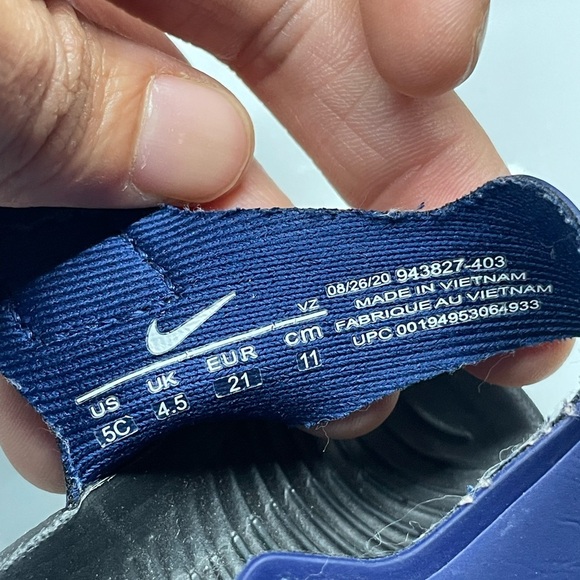 US UK EUR cm VZ
5C 4.5 21 11
08/26/20 943827-403
MADE IN VIETNAM
FABRIQUE AU VIETNAM
UPC 00194953064933